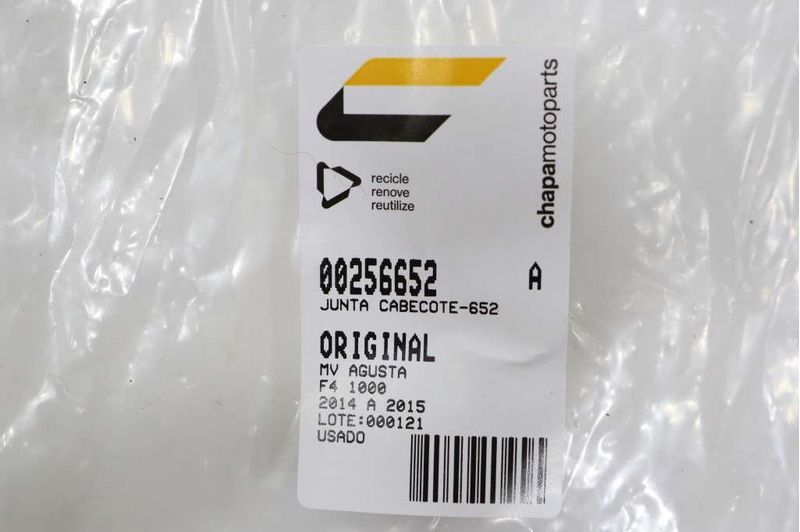 chapamotoparts
recicle
renove
reutilize
00256652 A
JUNTA CABECOTE-652
ORIGINAL
MV AGUSTA
F4 1000
2014 A 2015
LOTE:000121
USADO